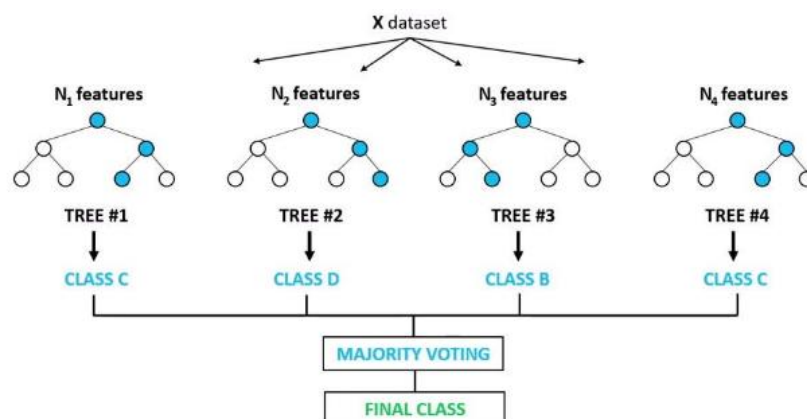 X dataset
N₁ features
N₂ features
N₃ features
N₄ features
TREE #1
TREE #2
TREE #3
TREE #4
CLASS C
CLASS D
CLASS B
CLASS C
MAJORITY VOTING
FINAL CLASS